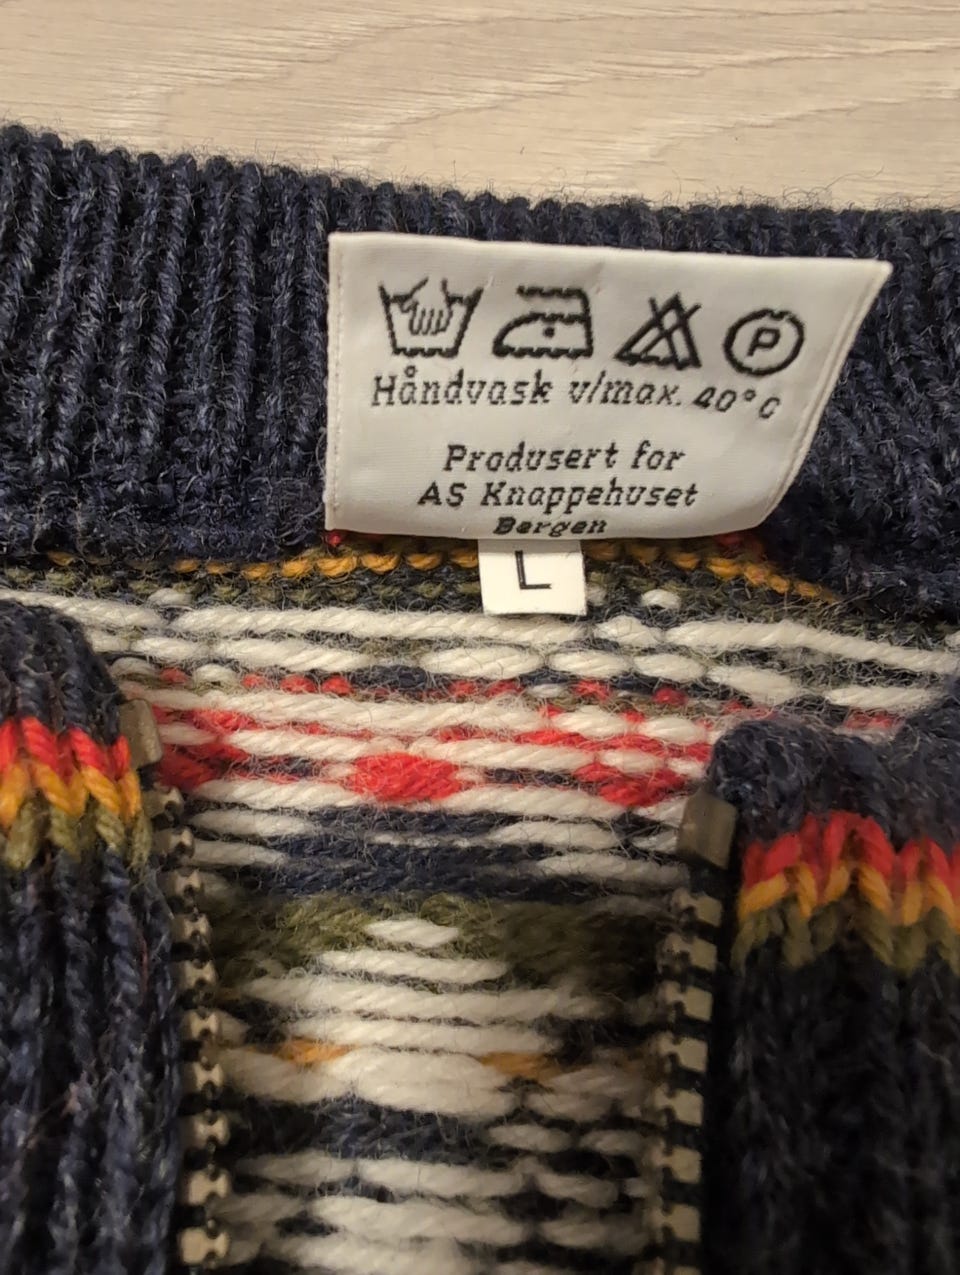 P
Håndvask v/max. 40°C
Produsert for
AS Knappehuset
Bergen
L